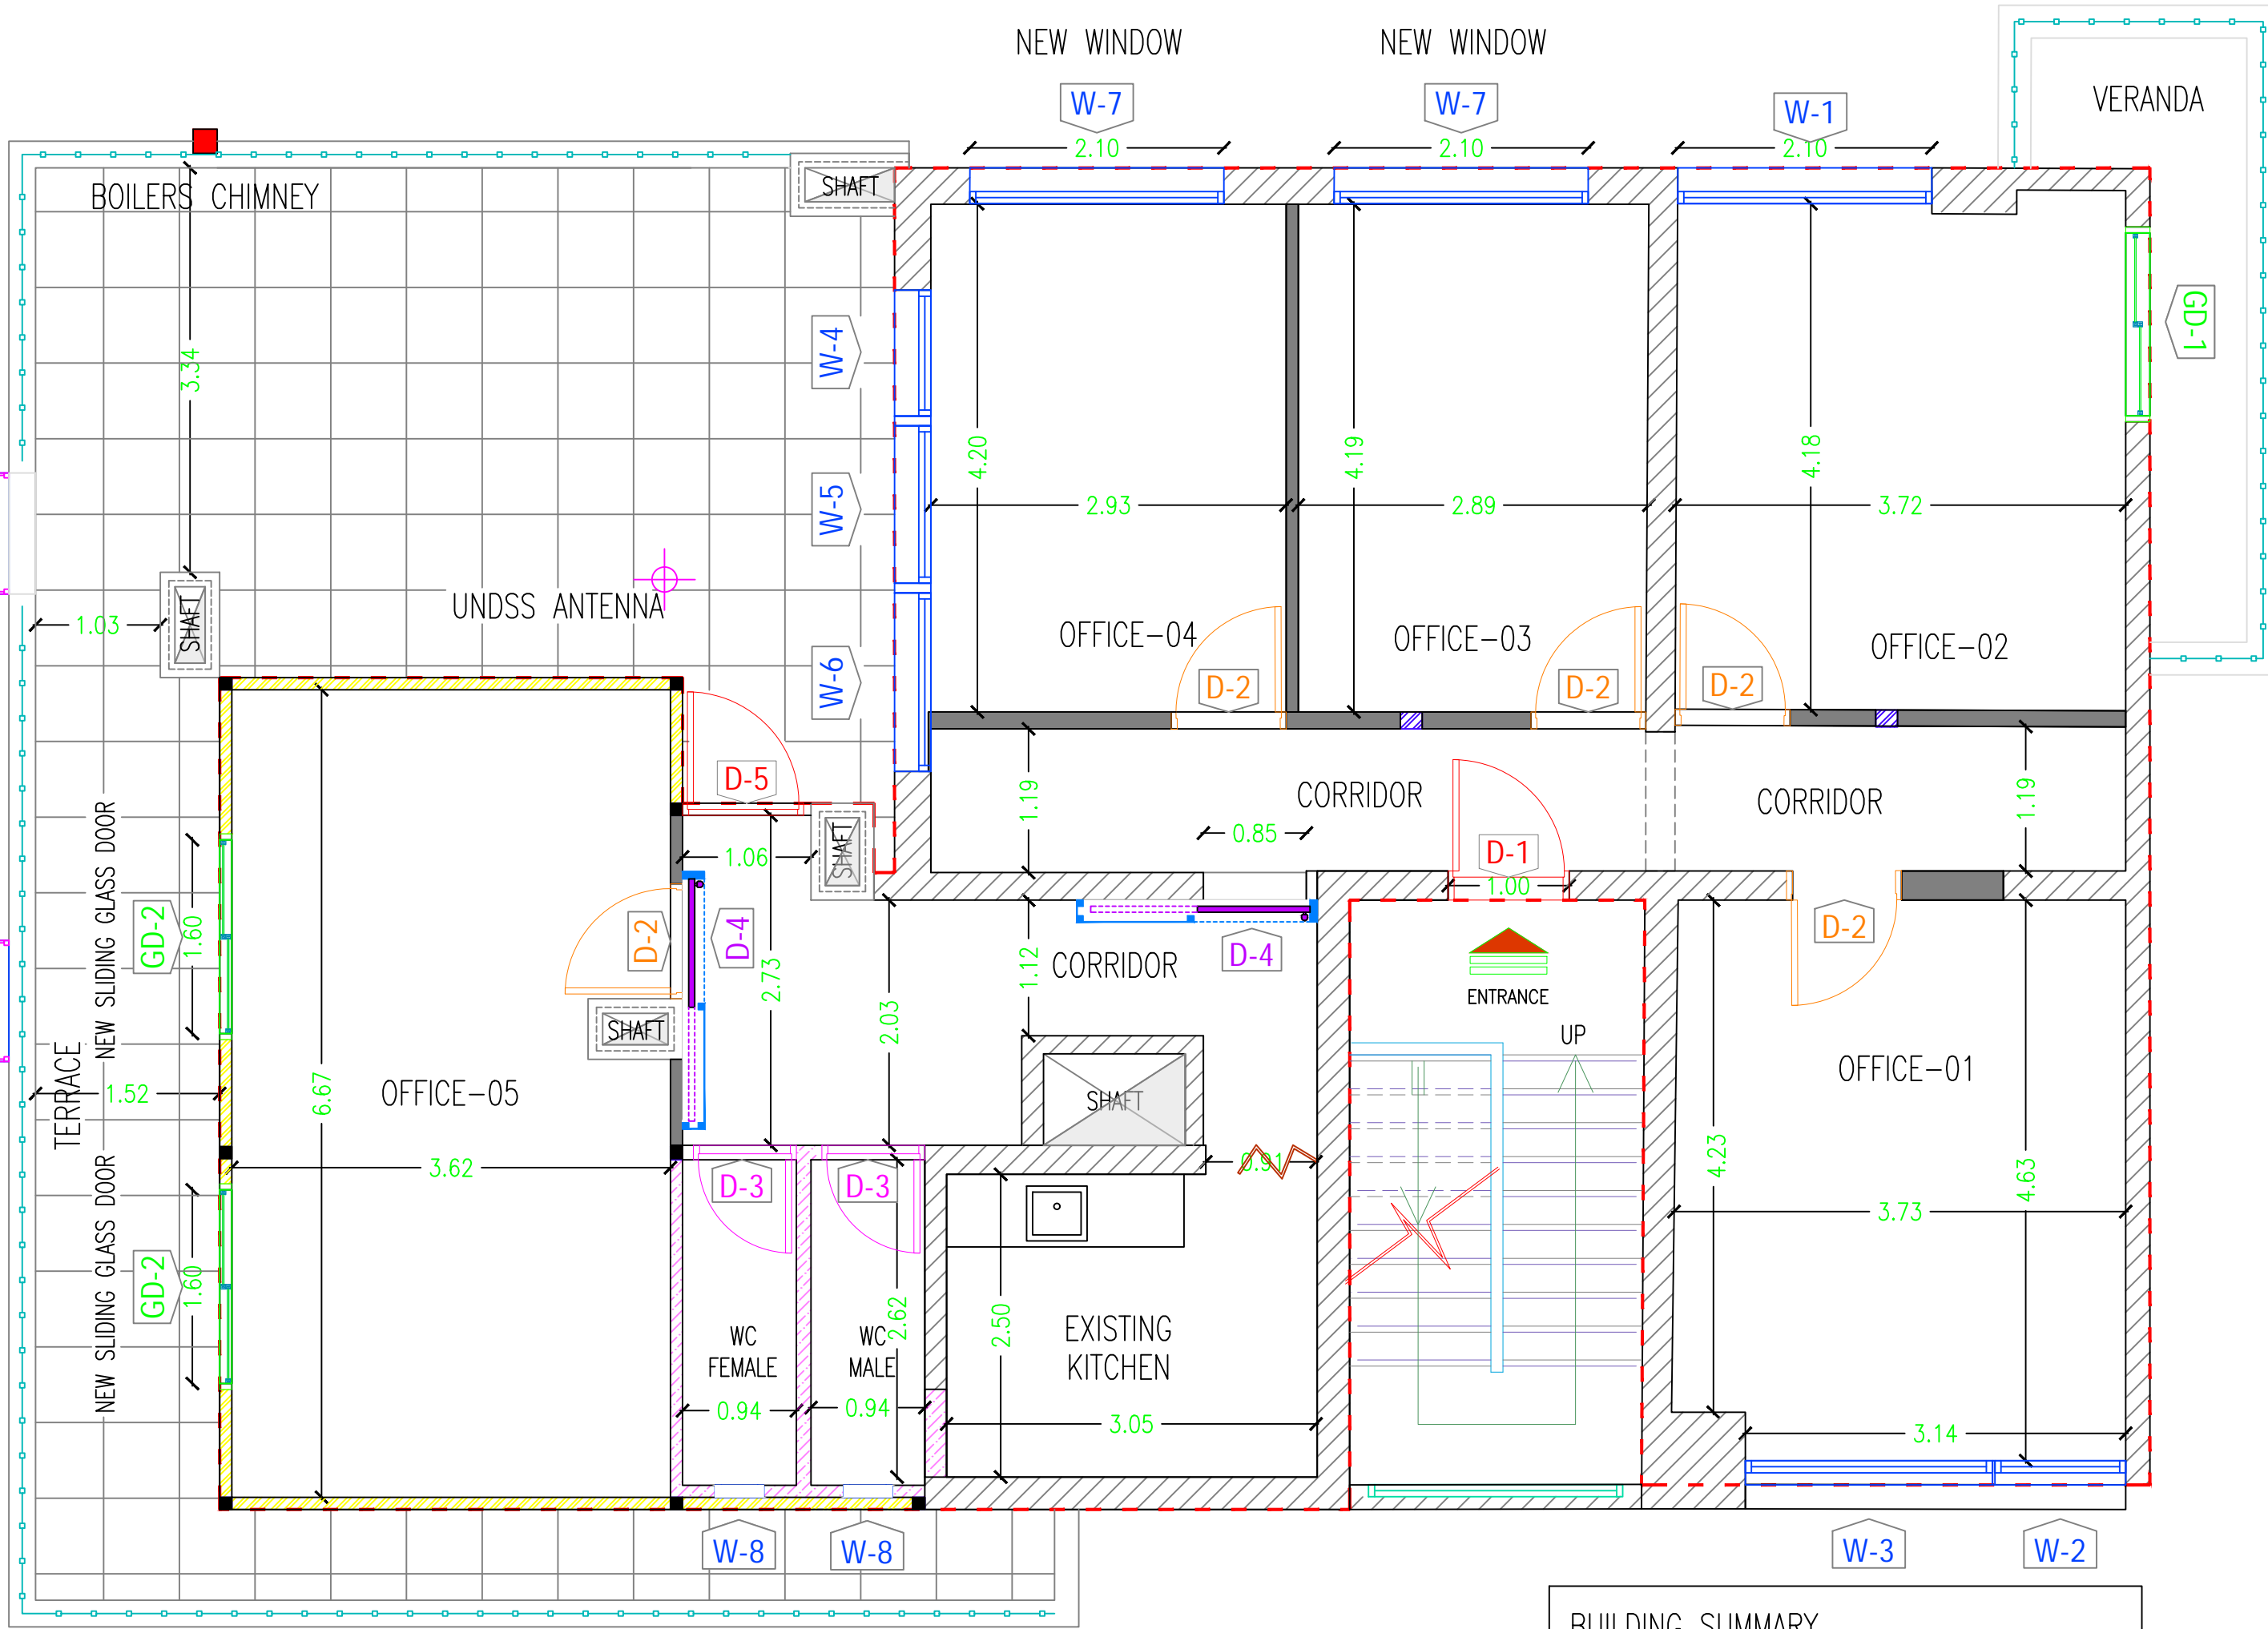 NEW WINDOW
NEW WINDOW
VERANDA
W-7
W-7
W-1
2.10
2.10
2.10
BOILERS CHIMNEY
SHAFT
GD-1
3.34
W-4
4.20
4.19
4.18
W-5
2.93
2.89
3.72
UNDSS ANTENNA
1.03
SHAFT
OFFICE-04
OFFICE-03
OFFICE-02
W-6
D-2
D-2
D-2
D-5
CORRIDOR
CORRIDOR
1.19
1.19
0.85
1.06
SHAFT
D-1
1.00
NEW SLIDING GLASS DOOR
GD-2
1.60
D-2
D-4
2.73
2.03
1.12
CORRIDOR
D-4
D-2
ENTRANCE
UP
SHAFT
TERRACE
1.52
OFFICE-05
6.67
SHAFT
OFFICE-01
4.23
4.63
3.62
D-3
D-3
0.91
3.73
NEW SLIDING GLASS DOOR
GD-2
1.60
WC
FEMALE
WC
MALE
2.62
2.50
EXISTING
KITCHEN
0.94
0.94
3.05
3.14
W-8
W-8
W-3
W-2
BUILDING SUMMARY